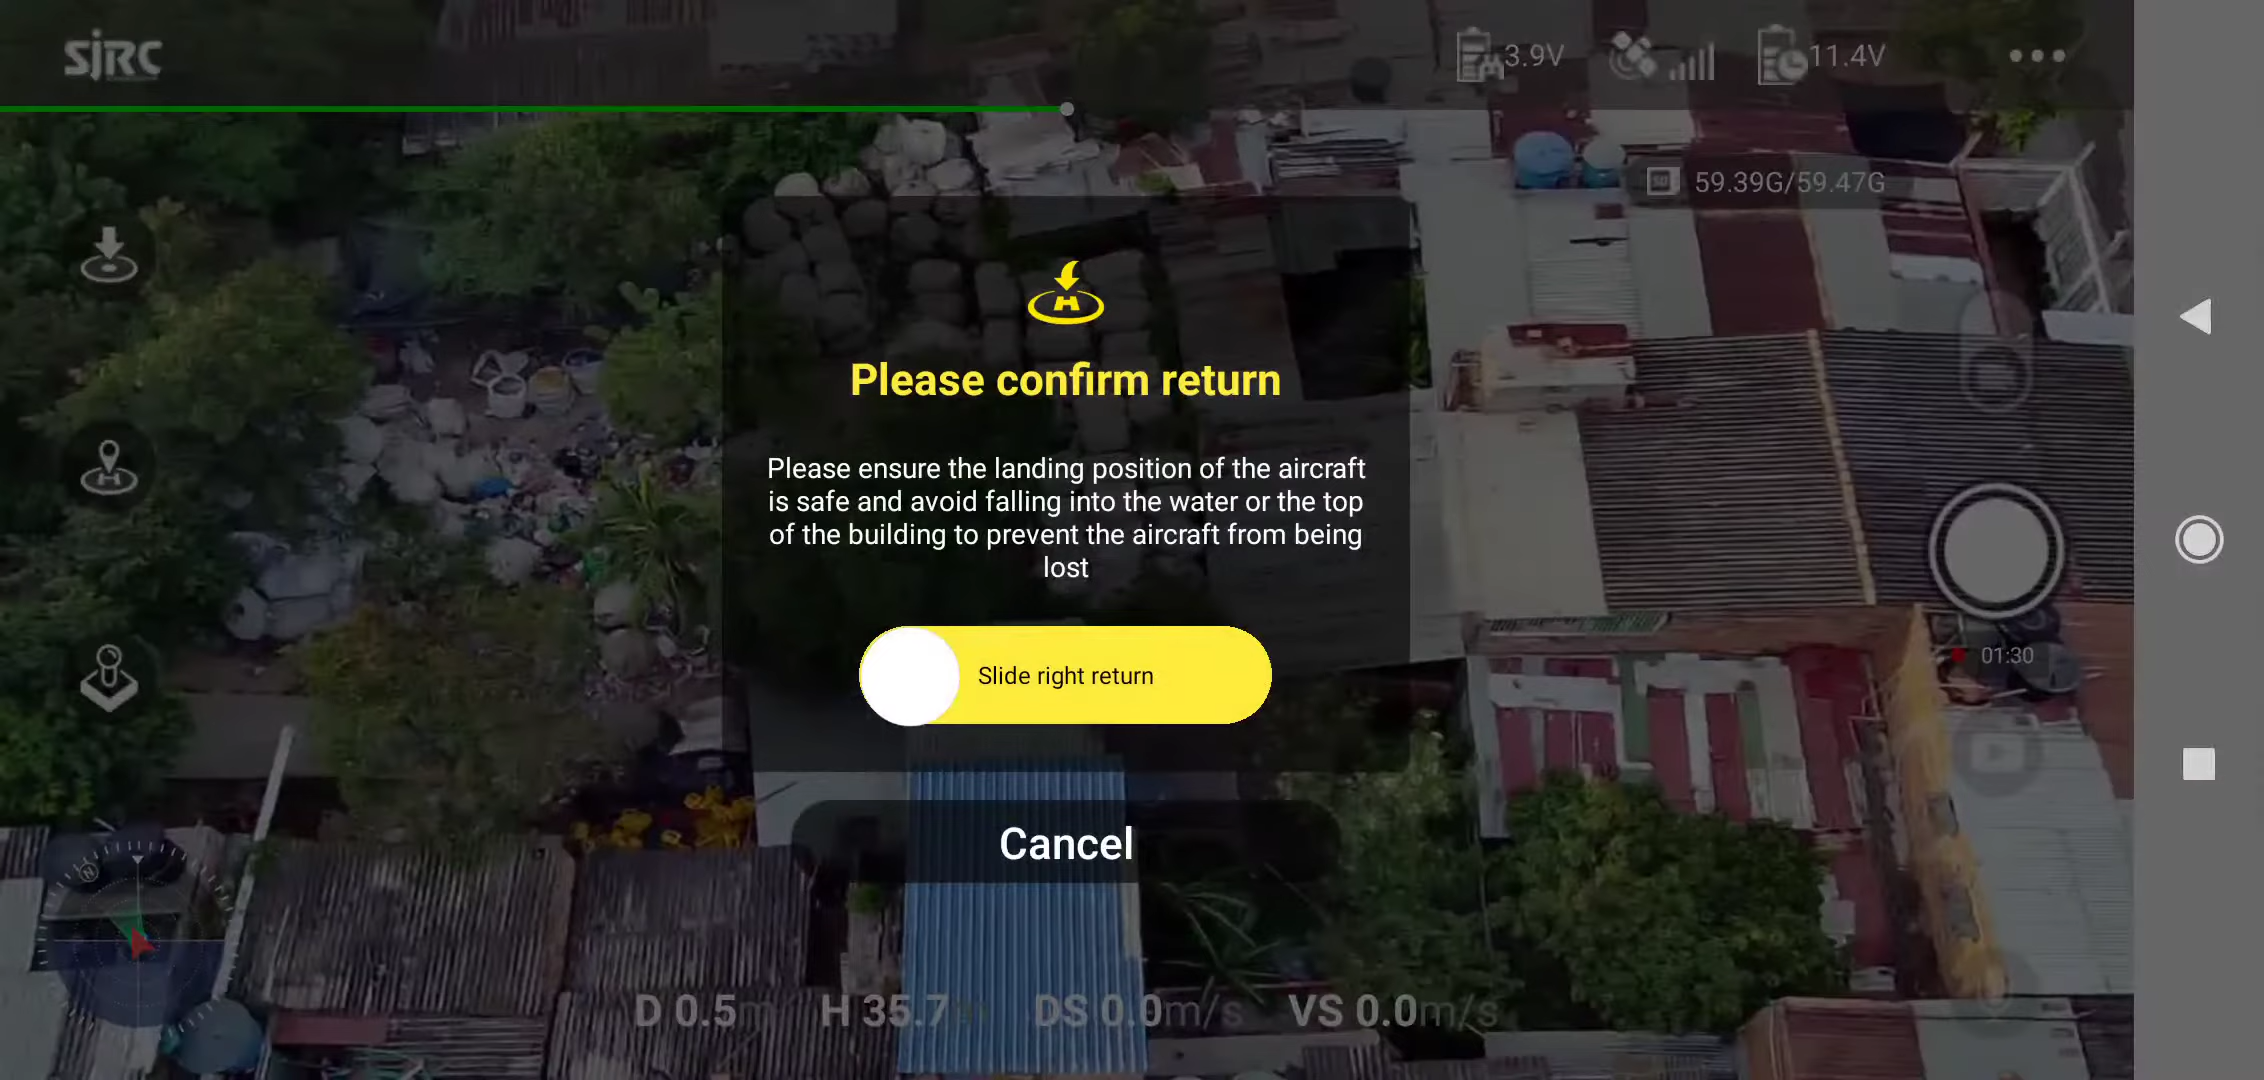 SJRC
3.9V
11.4V
59.39G/59.47G
Please confirm return
Please ensure the landing position of the aircraft
is safe and avoid falling into the water or the top
of the building to prevent the aircraft from being
lost
Slide right return
01:30
Cancel
N
D 0.5m H 35.7m DS 0.0m/s VS 0.0m/s